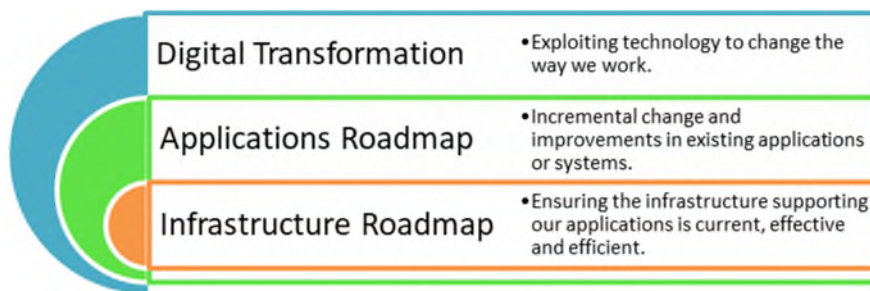 Digital Transformation
•Exploiting technology to change the
way we work.
Applications Roadmap
•Incremental change and
improvements in existing applications
or systems.
Infrastructure Roadmap
•Ensuring the infrastructure supporting
our applications is current, effective
and efficient.